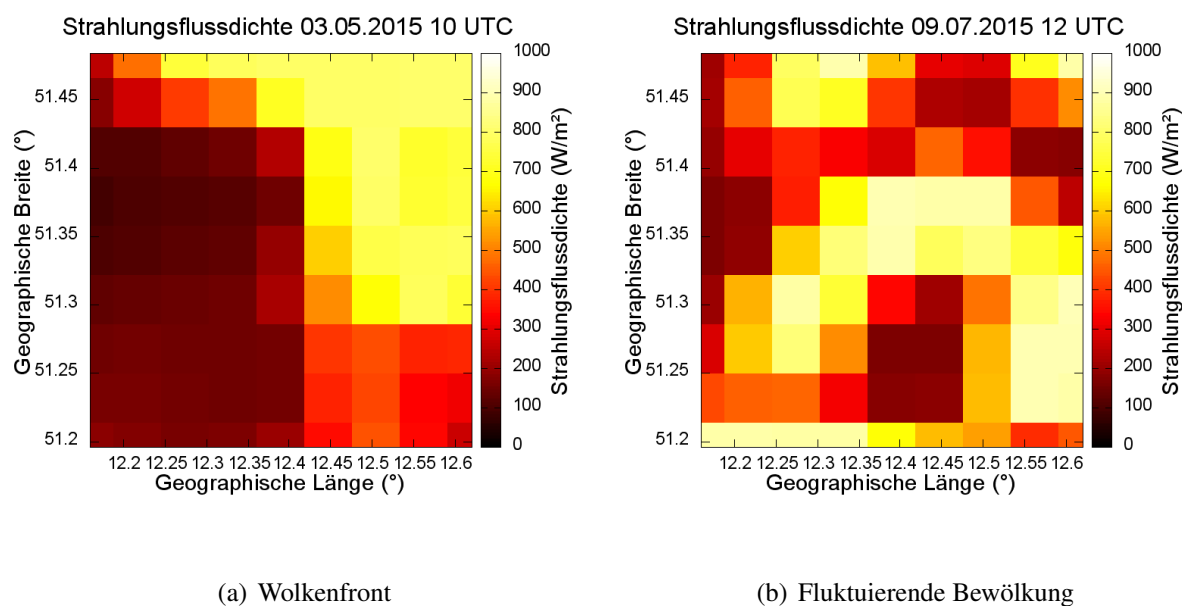 Strahlungsflussdichte 03.05.2015 10 UTC
Geographische Breite (°)
51.45
51.4
51.35
51.3
51.25
51.2
12.2 12.25 12.3 12.35 12.4 12.45 12.5 12.55 12.6
Geographische Länge (°)
1000
900
800
700
600
500
400
300
200
100
0
Strahlungsflussdichte (W/m²)
(a) Wolkenfront
Strahlungsflussdichte 09.07.2015 12 UTC
Geographische Breite (°)
51.45
51.4
51.35
51.3
51.25
51.2
12.2 12.25 12.3 12.35 12.4 12.45 12.5 12.55 12.6
Geographische Länge (°)
1000
900
800
700
600
500
400
300
200
100
0
Strahlungsflussdichte (W/m²)
(b) Fluktuierende Bewölkung